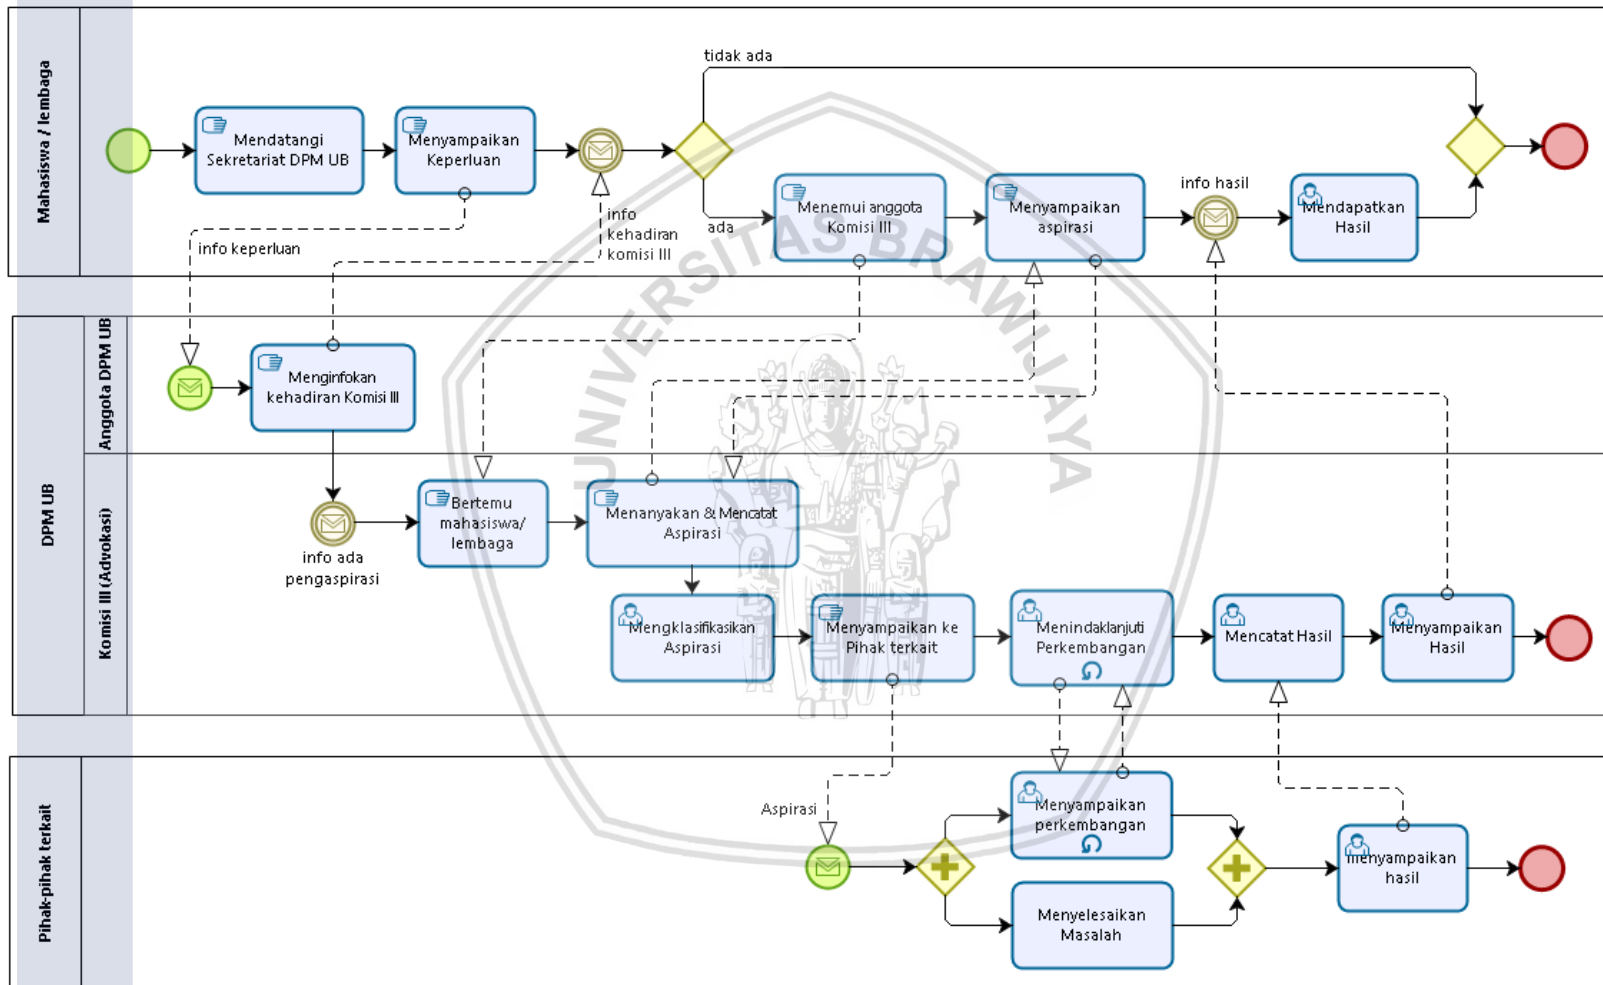 Mahasiswa / lembaga
tidak ada
Mendatangi
Sekretariat DPM UB
Menyampaikan
Keperluan
info
kehadiran
komisi III
info keperluan
ada
Menemui anggota
Komisi III
Menyampaikan
aspirasi
info hasil
Mendapatkan
Hasil
UNIVERSITAS BRAWIJAYA
DPM UB
Anggota DPM UB
Menginfokan
kehadiran Komisi III
Komisi III (Advokasi)
info ada
pengaspirasi
Bertemu
mahasiswa/
lembaga
Menanyakan & Mencatat
Aspirasi
Mengklasifikasikan
Aspirasi
Menyampaikan ke
Pihak terkait
Menindaklanjuti
Perkembangan
Mencatat Hasil
Menyampaikan
Hasil
Pihak-pihak terkait
Aspirasi
Menyampaikan
perkembangan
Menyelesaikan
Masalah
menyampaikan
hasil